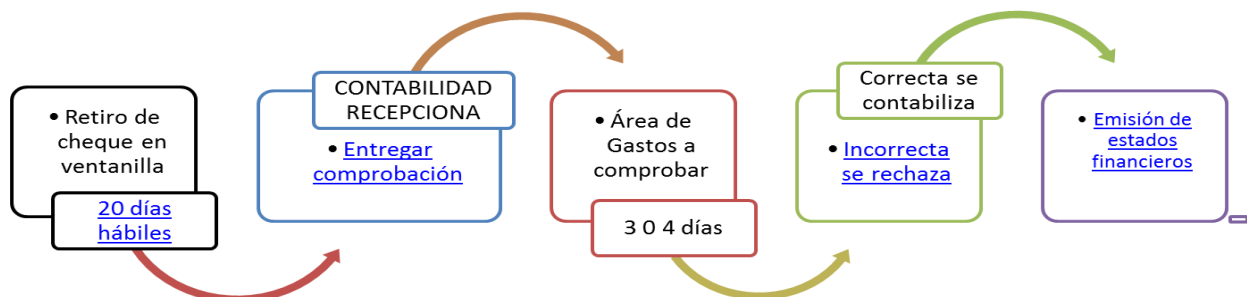 • Retiro de
cheque en
ventanilla
20 días
hábiles
CONTABILIDAD
RECEPCIONA
• Entregar
comprobación
• Área de
Gastos a
comprobar
3 0 4 días
Correcta se
contabiliza
• Incorrecta
se rechaza
• Emisión de
estados
financieros